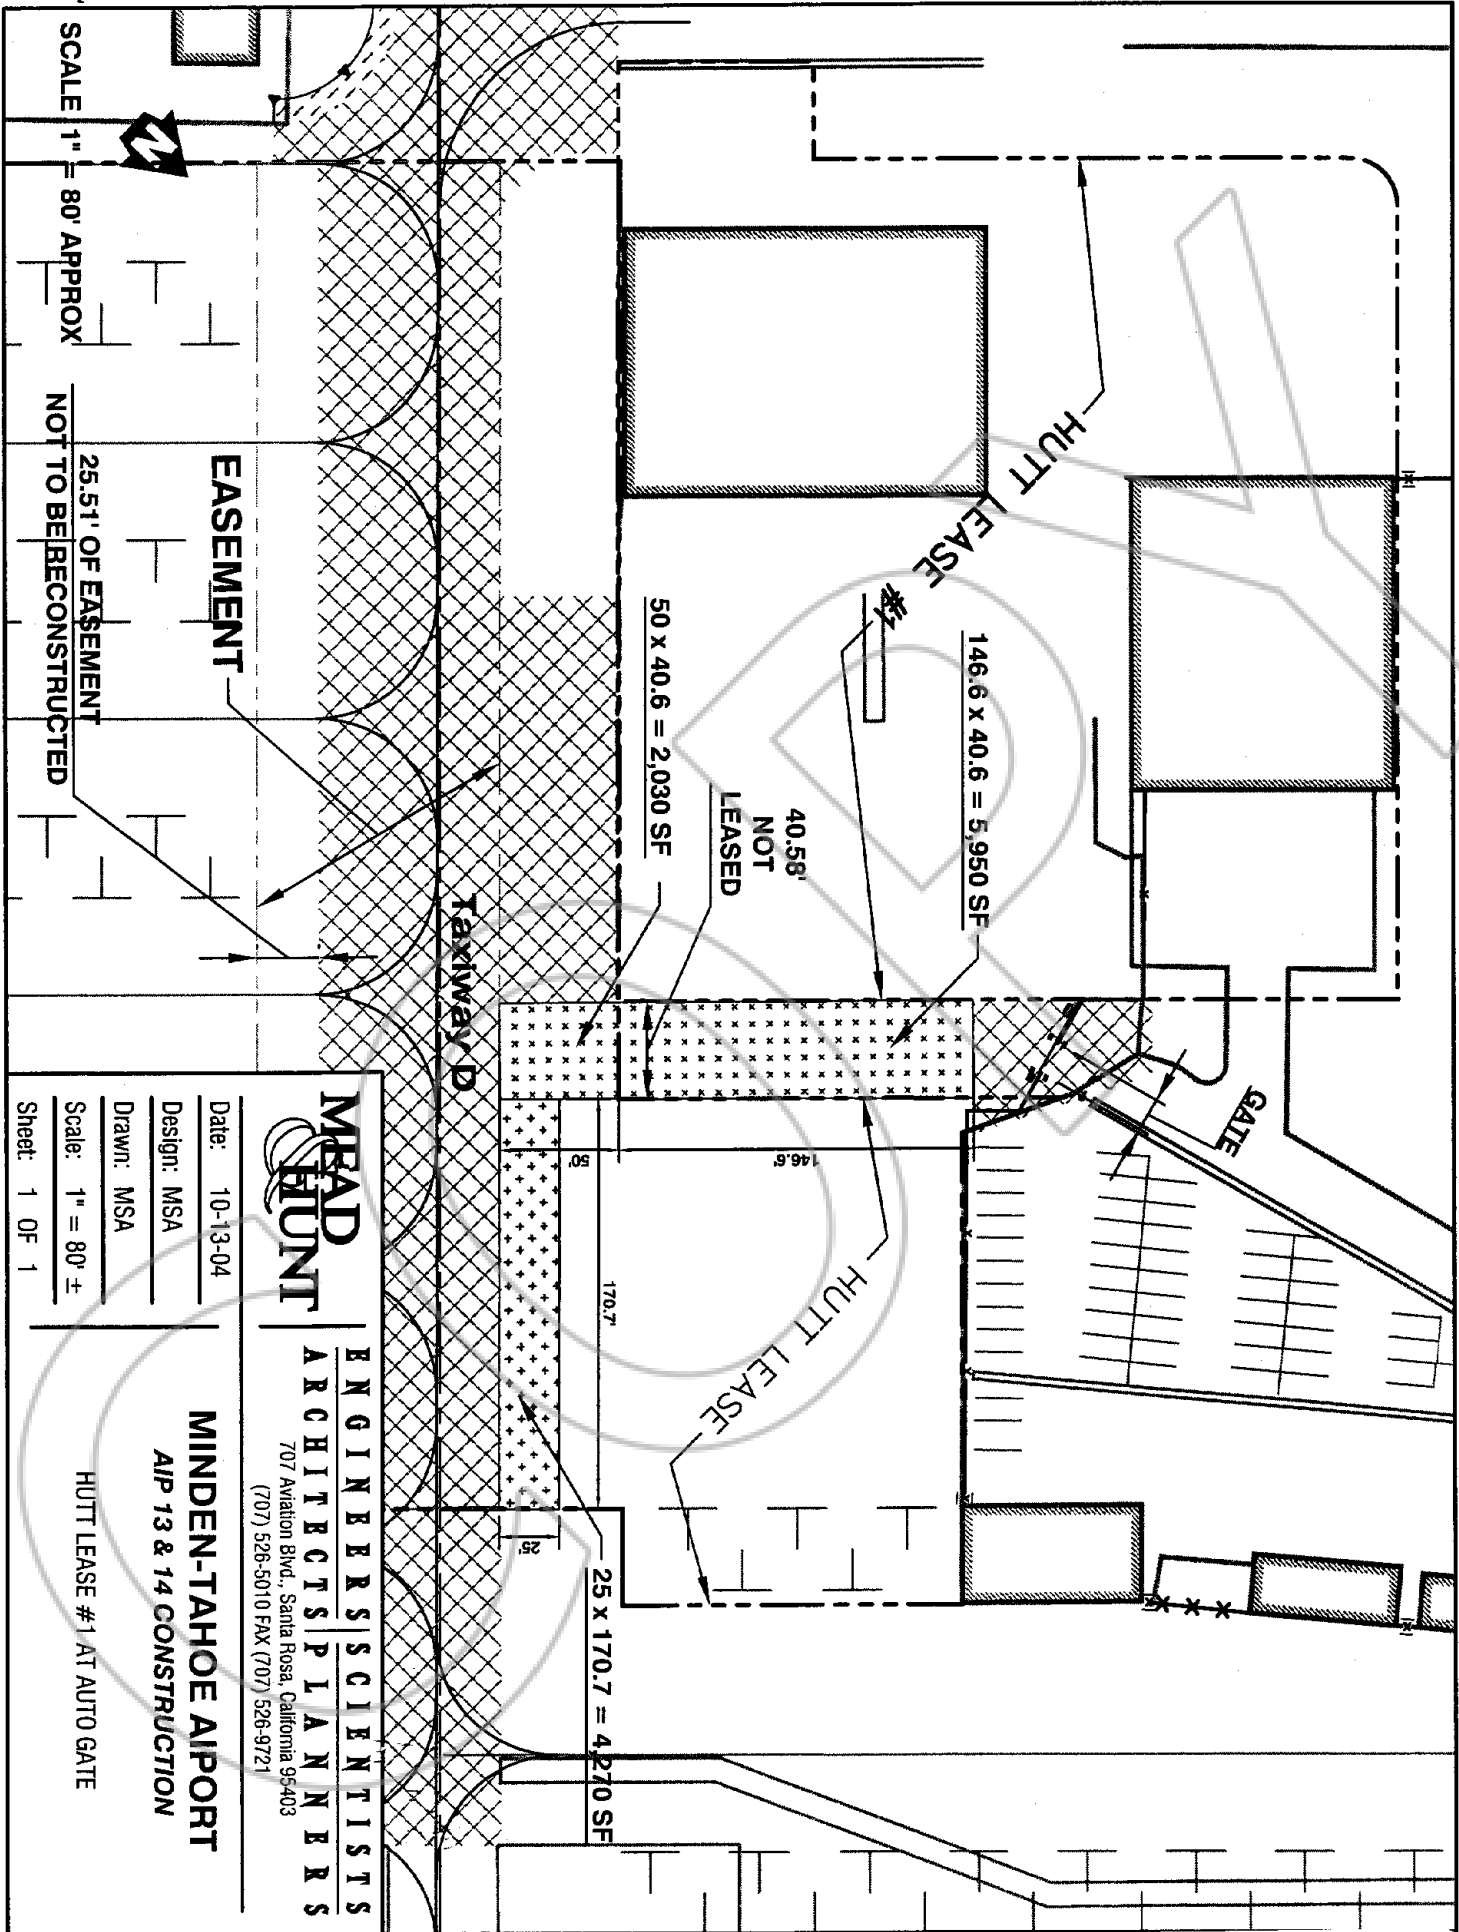 SCALE 1" = 80' APPROX
HUTT LEASE #1
146.6 x 40.6 = 5,950 SF
40.58'
NOT
LEASED
50 x 40.6 = 2,030 SF
GATE
146.6'
50'
170.7'
HUTT LEASE
25'
25 x 170.7 = 4,270 SF
Taxiway D
EASEMENT
25.51' OF EASEMENT
NOT TO BE RECONSTRUCTED
MEAD
HUNT
ENGINEERS|SCIENTISTS
ARCHITECTS|PLANNERS
707 Aviation Blvd., Santa Rosa, California 95403
(707) 526-5010 FAX (707) 526-9721
Date: 10-13-04
Design: MSA
Drawn: MSA
Scale: 1" = 80' ±
Sheet: 1 OF 1
MINDEN-TAHOE AIPORT
AIP 13 & 14 CONSTRUCTION
HUTT LEASE #1 AT AUTO GATE
COPY